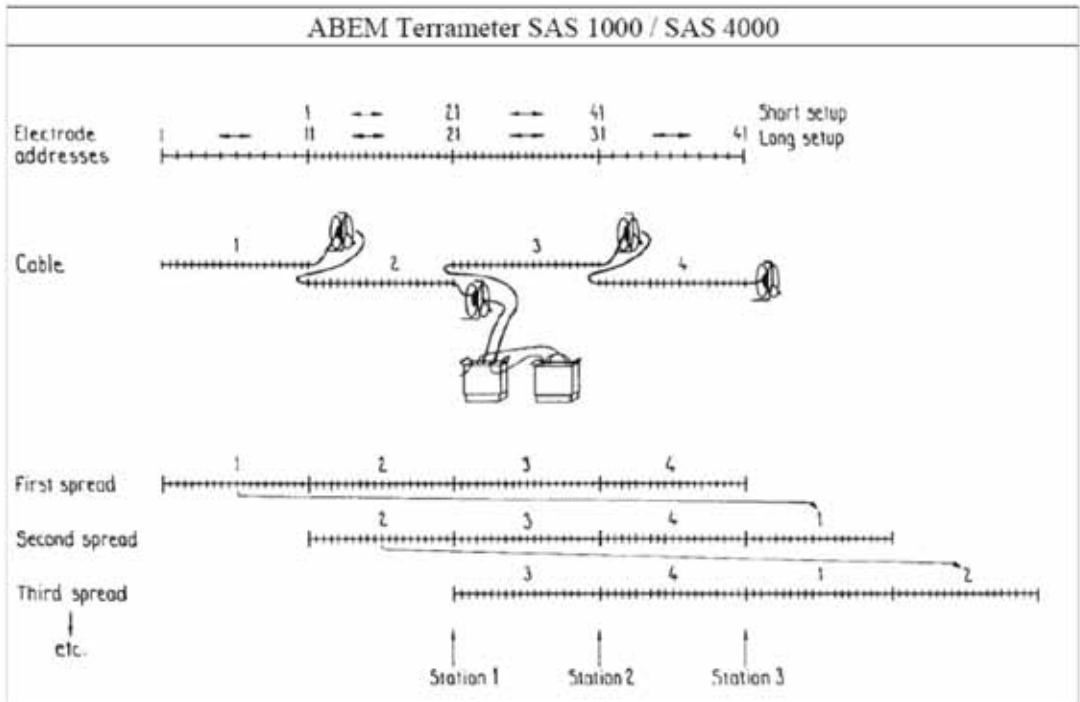 ABEM Terrameter SAS 1000 / SAS 4000
1 21 41 Short setup
Electrode addresses 1 11 21 31 41 Long setup
Cable 1 2 3 4
First spread 1 2 3 4
Second spread 2 3 4 1
Third spread 3 4 1 2
etc.
Station 1 Station 2 Station 3